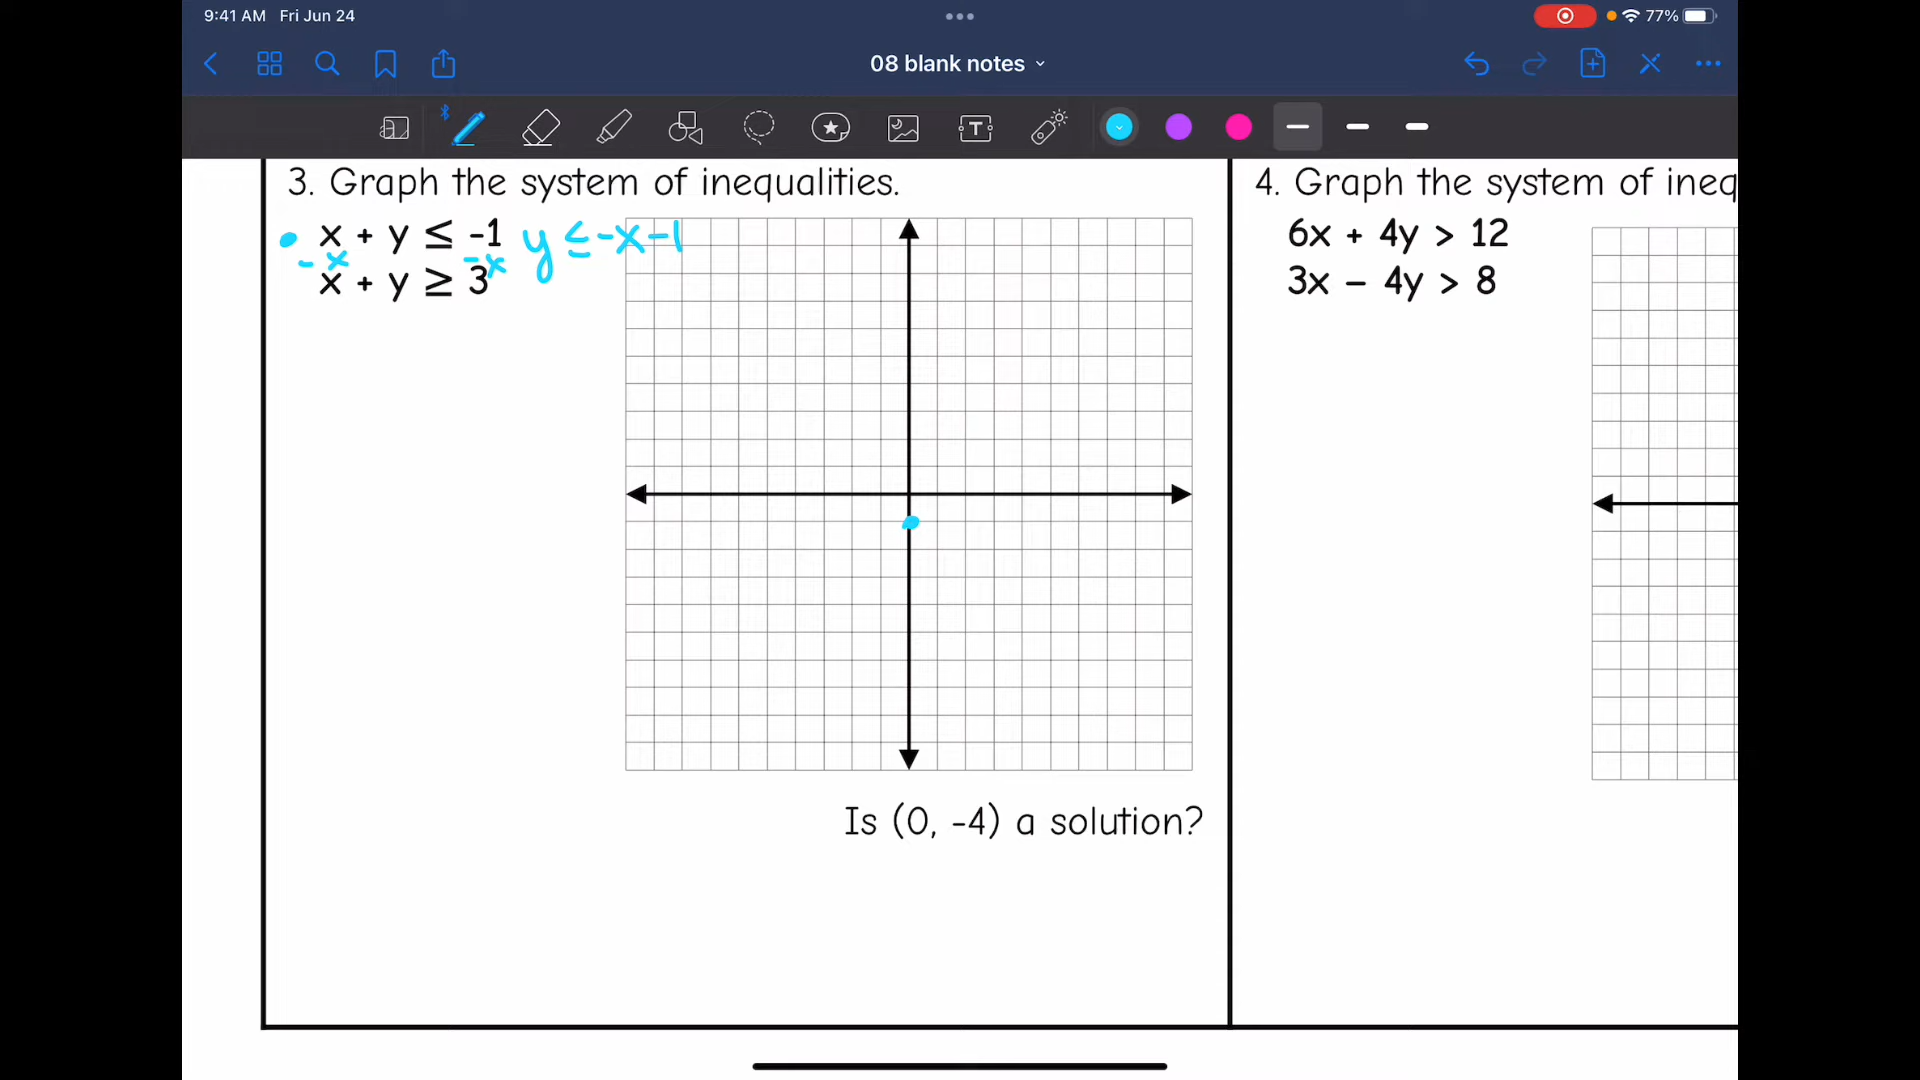 9:41 AM Fri Jun 24
77%
08 blank notes
3. Graph the system of inequalities.
x + y ≤ -1 y ≤ -x - 1
- x - x
x + y ≥ 3
Is (0, -4) a solution?
4. Graph the system of ineq
6x + 4y > 12
3x – 4y > 8